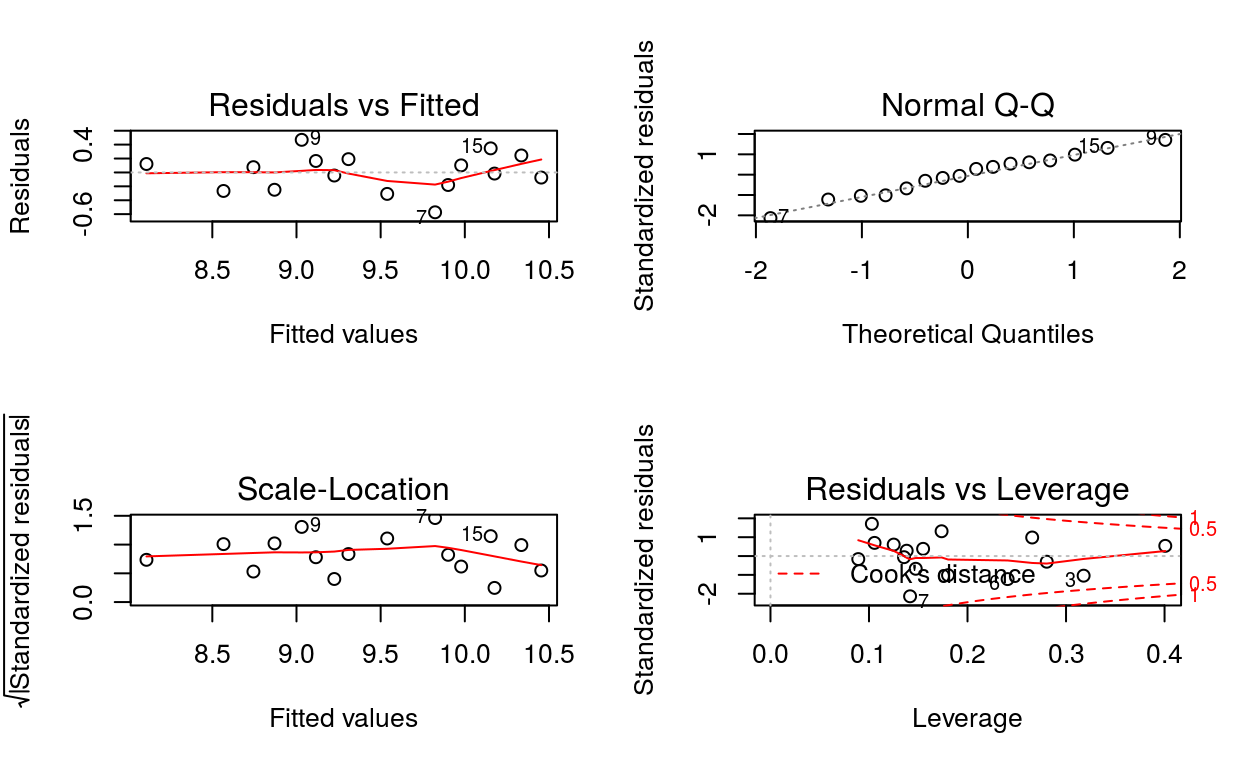 Residuals vs Fitted
Residuals
0.4
-0.6
9
15
7
8.5 9.0 9.5 10.0 10.5
Fitted values
Normal Q-Q
Standardized residuals
1
-2
7
15
9
-2 -1 0 1 2
Theoretical Quantiles
Scale-Location
√|Standardized residuals|
1.5
0.0
9
7
15
8.5 9.0 9.5 10.0 10.5
Fitted values
Residuals vs Leverage
Standardized residuals
1
-2
Cook's distance
7
6
3
1
0.5
0.5
1
0.0 0.1 0.2 0.3 0.4
Leverage